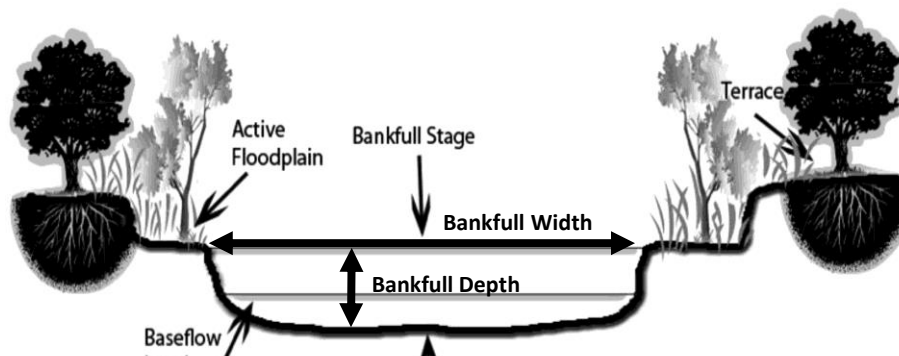 Terrace
Active
Floodplain
Bankfull Stage
Bankfull Width
Bankfull Depth
Baseflow